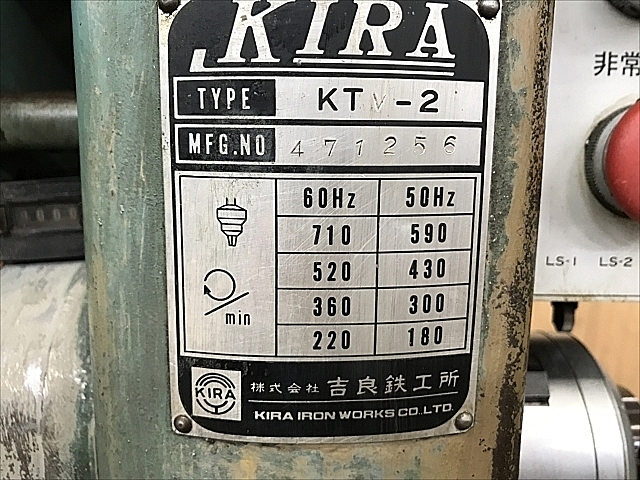 KIRA
非常
TYPE KTV-2
MFG.NO 471256
60Hz 50Hz
710 590
520 430
360 300
220 180
/min
LS-1 LS-2
KIRA 株式会社 吉良鉄工所
KIRA IRON WORKS CO.LTD.